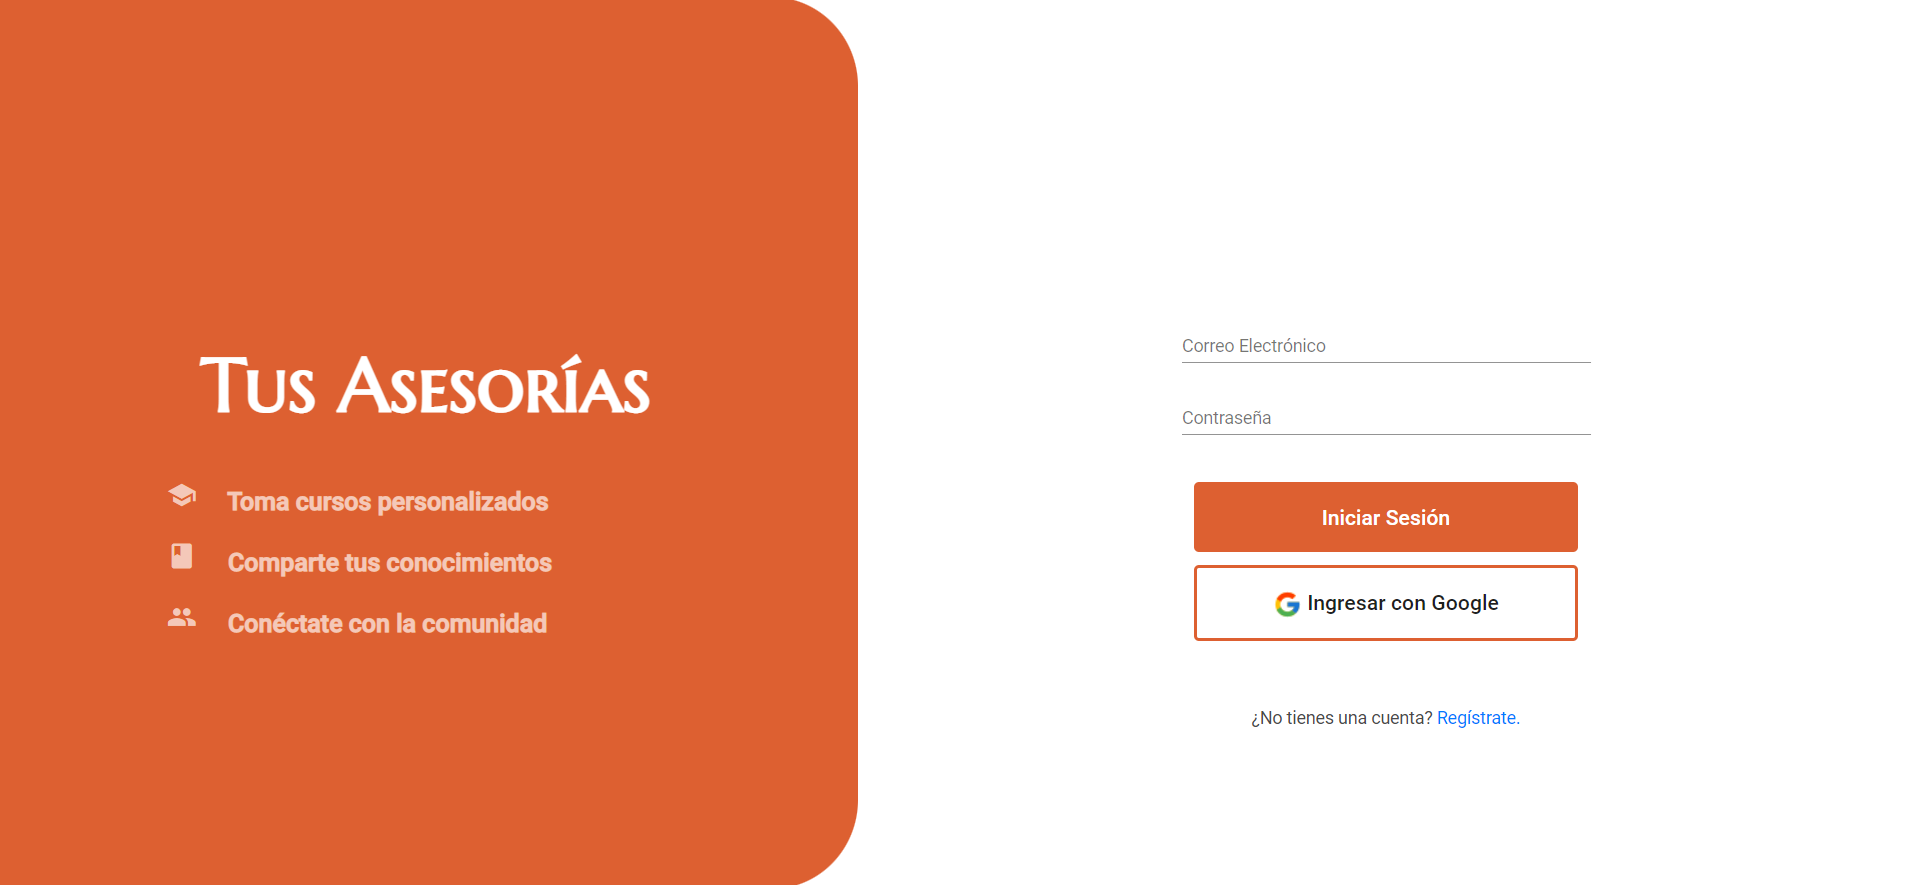 Tus Asesorías
Toma cursos personalizados
Comparte tus conocimientos
Conéctate con la comunidad
Correo Electrónico
Contraseña
Iniciar Sesión
Ingresar con Google
¿No tienes una cuenta? Regístrate.